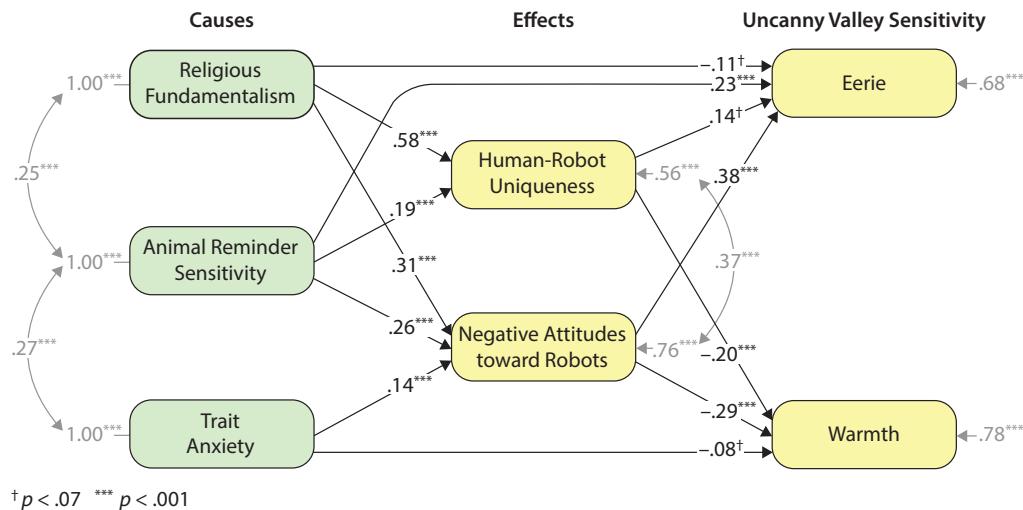 Causes Effects Uncanny Valley Sensitivity
Religious
Fundamentalism
1.00***
−.11†
.23***
Eerie
.68***
.14†
.58***
Human-Robot
Uniqueness
.56***
.38***
.25***
.19***
Animal Reminder
Sensitivity
1.00***
.31***
.37***
.26***
Negative Attitudes
toward Robots
.76***
−.20***
.27***
.14***
−.29***
Trait
Anxiety
1.00***
Warmth
.78***
−.08†
† p < .07 *** p < .001